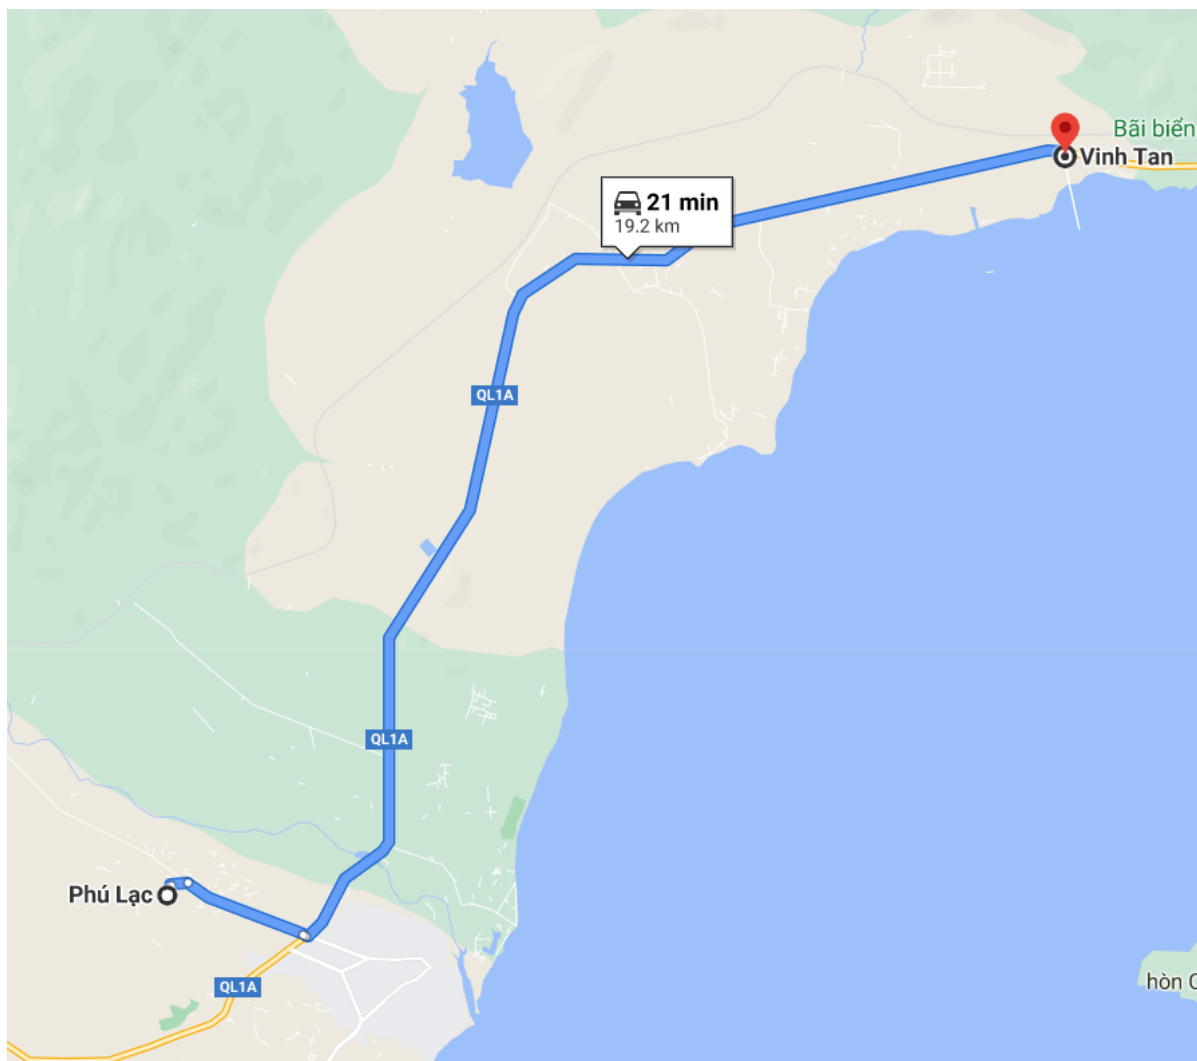 Bãi biển
Vinh Tan
21 min
19.2 km
QL1A
QL1A
Phú Lạc
QL1A
hòn